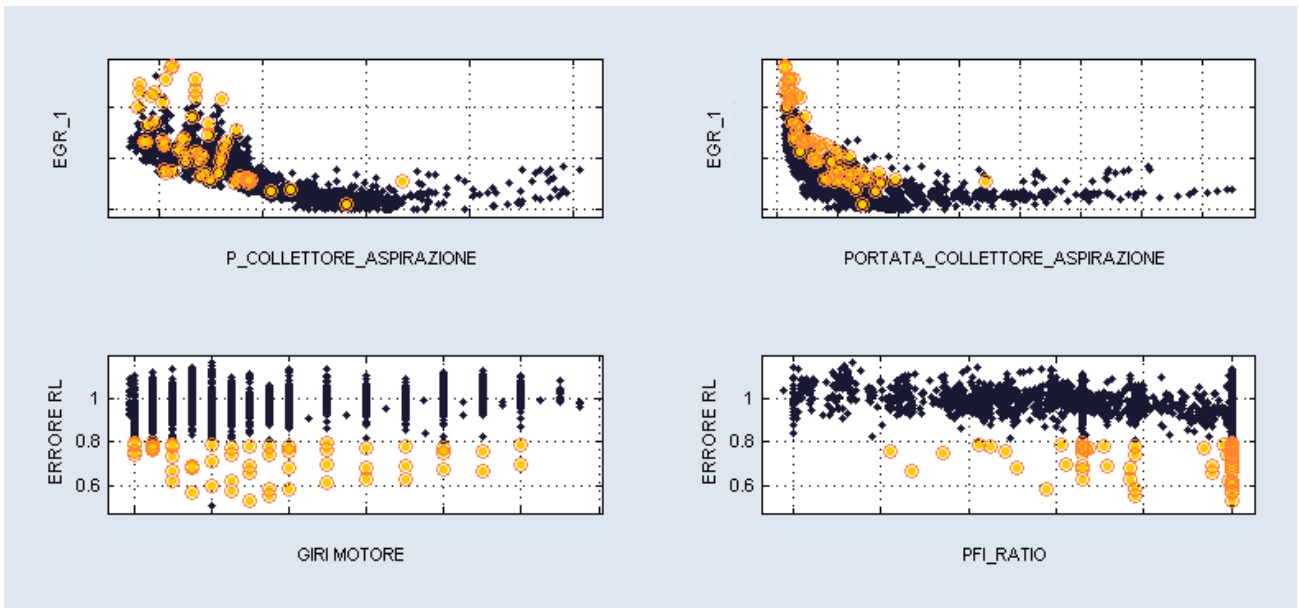 EGR_1
P_COLLETTORE_ASPIRAZIONE
EGR_1
PORTATA_COLLETTORE_ASPIRAZIONE
ERRORE RL
1
0.8
0.6
GIRI MOTORE
ERRORE RL
1
0.8
0.6
PFI_RATIO